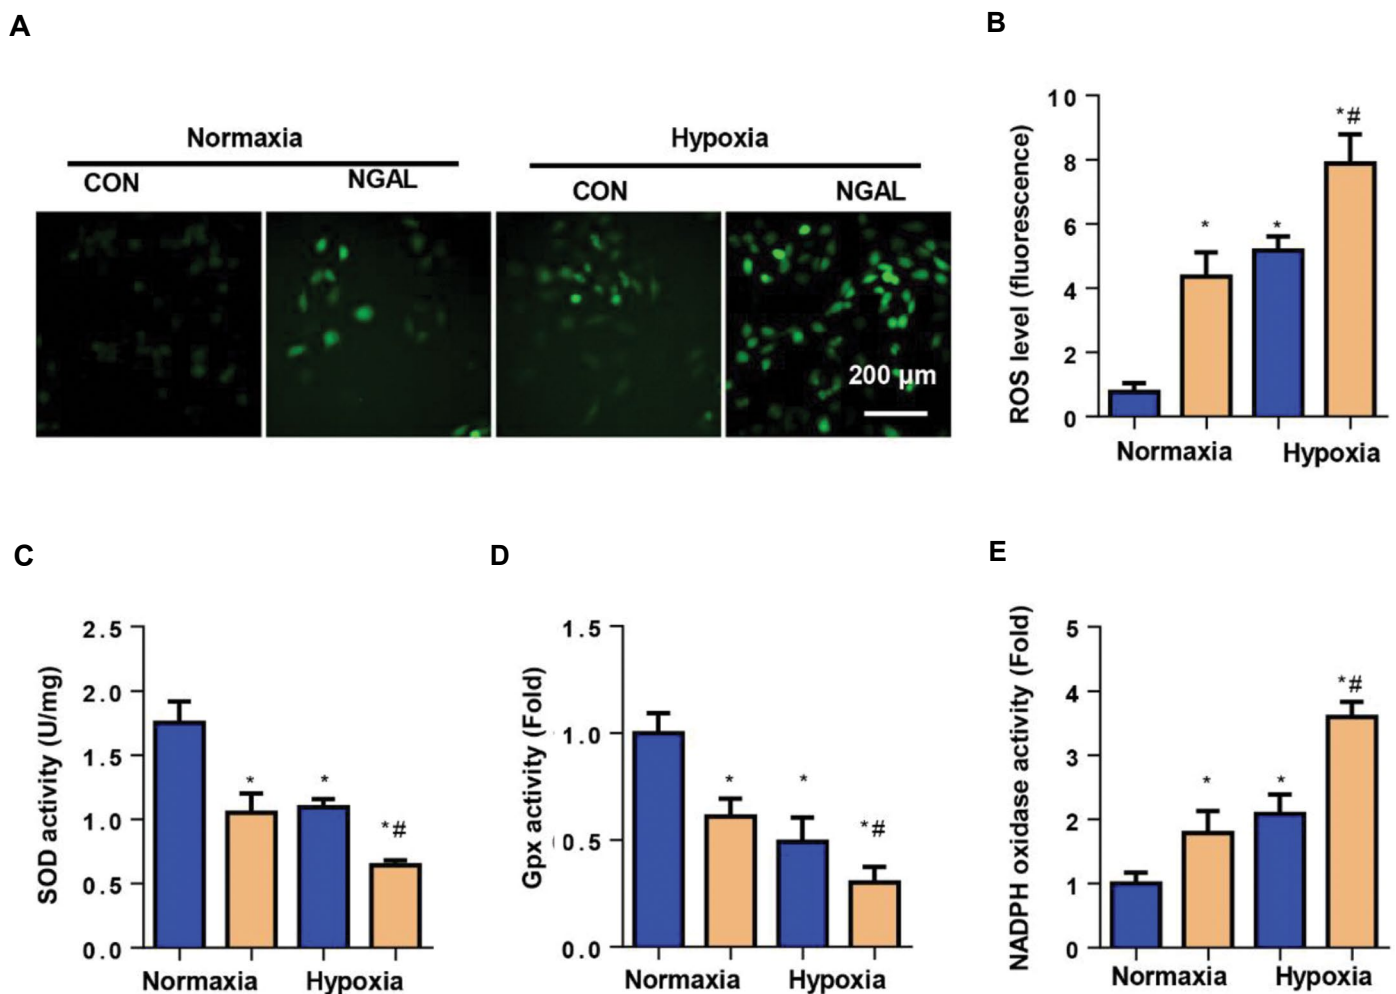 A
Normaxia
Hypoxia
CON
NGAL
CON
NGAL
200 μm
B
ROS level (fluorescence)
10
8
6
4
2
0
*
*
*#
Normaxia
Hypoxia
C
SOD activity (U/mg)
2.5
2.0
1.5
1.0
0.5
0.0
*
*
*#
Normaxia
Hypoxia
D
Gpx activity (Fold)
1.5
1.0
0.5
0.0
*
*
*#
Normaxia
Hypoxia
E
NADPH oxidase activity (Fold)
5
4
3
2
1
0
*
*
*#
Normaxia
Hypoxia